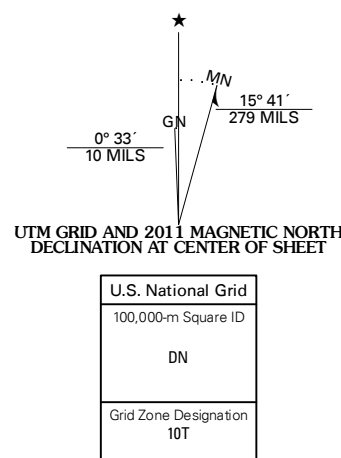 ★
MN
15° 41´
279 MILS
GN
0° 33´
10 MILS
UTM GRID AND 2011 MAGNETIC NORTH
DECLINATION AT CENTER OF SHEET
U.S. National Grid
100,000-m Square ID
DN
Grid Zone Designation
10T